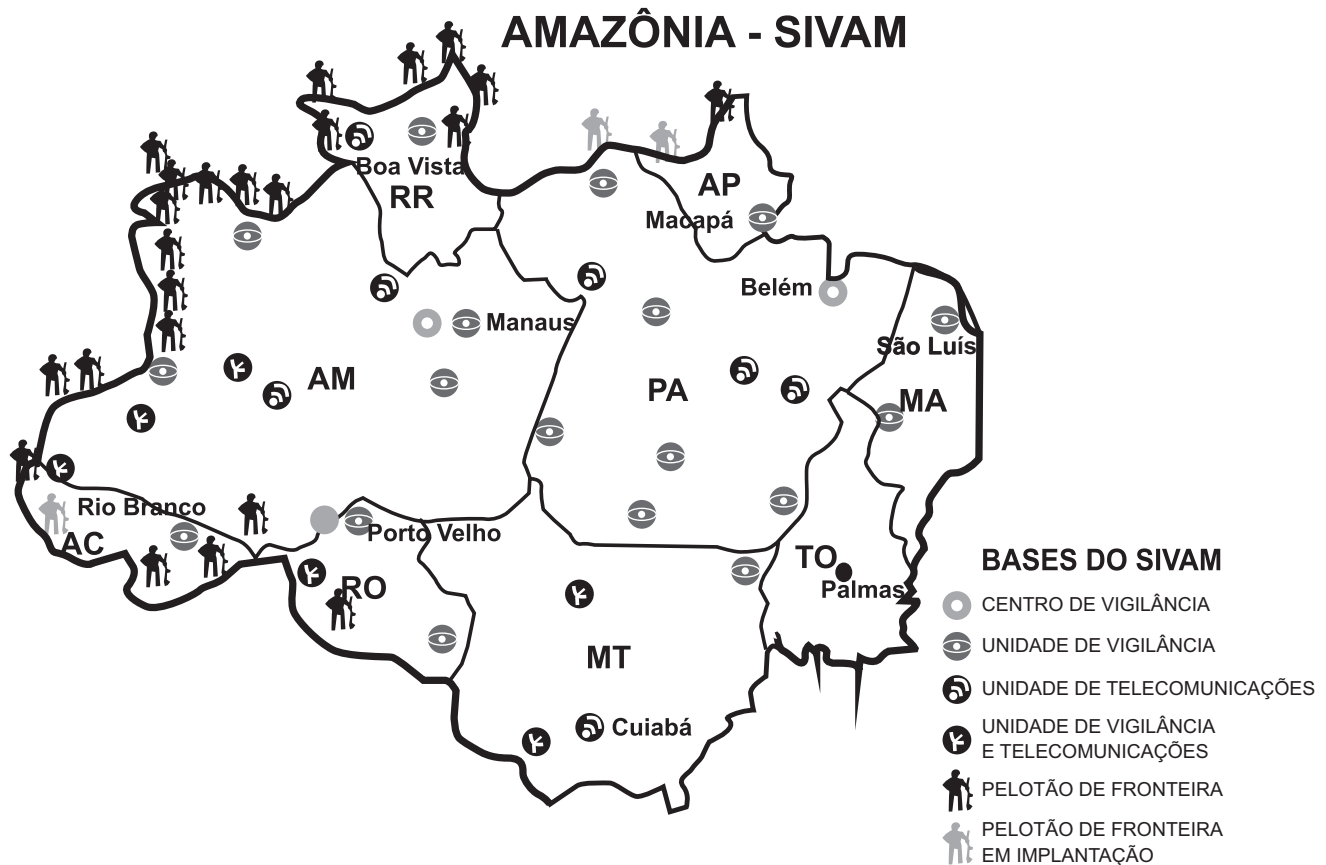 AMAZÔNIA - SIVAM
Boa Vista
RR
AP
Macapá
Belém
Manaus
São Luís
AM
PA
MA
Rio Branco
AC
Porto Velho
RO
TO
Palmas
MT
Cuiabá
BASES DO SIVAM
CENTRO DE VIGILÂNCIA
UNIDADE DE VIGILÂNCIA
UNIDADE DE TELECOMUNICAÇÕES
UNIDADE DE VIGILÂNCIA
E TELECOMUNICAÇÕES
PELOTÃO DE FRONTEIRA
PELOTÃO DE FRONTEIRA
EM IMPLANTAÇÃO